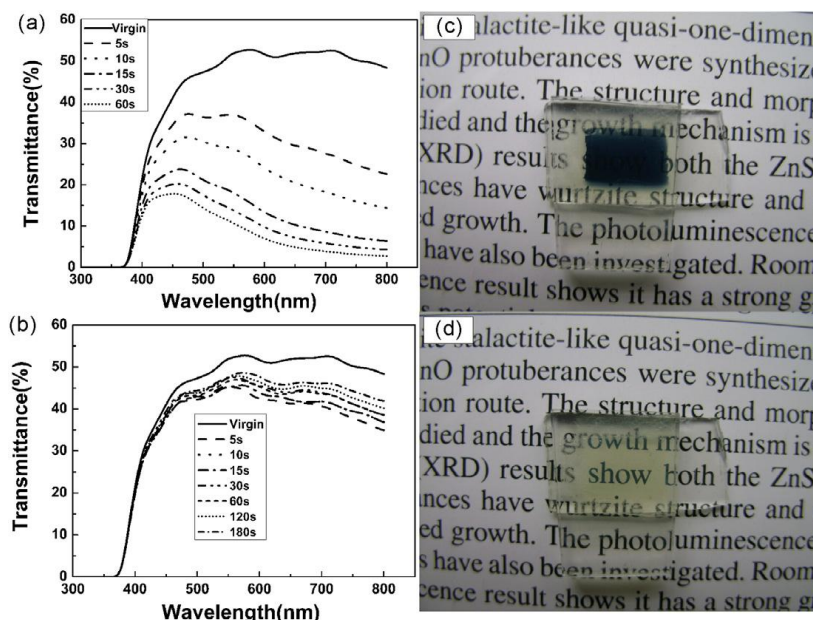 (a)
Transmittance(%)
60
50
40
30
20
10
0
Virgin
5s
10s
15s
30s
60s
300 400 500 600 700 800
Wavelength(nm)
(b)
Transmittance(%)
60
50
40
30
20
10
0
Virgin
5s
10s
15s
30s
60s
120s
180s
300 400 500 600 700 800
Wavelength(nm)
(c)
stalactite-like quasi-one-dimen
nO protuberances were synthesize
ion route. The structure and morp
died and the growth mechanism is
XRD) results show both the ZnS
nces have wurtzite structure and
ed growth. The photoluminescence
have also been investigated. Room
ence result shows it has a strong g
(d)
stalactite-like quasi-one-dimen
nO protuberances were synthesize
ion route. The structure and morp
died and the growth mechanism is
XRD) results show both the ZnS
ances have wurtzite structure and
ed growth. The photoluminescence
s have also been investigated. Room
cence result shows it has a strong g